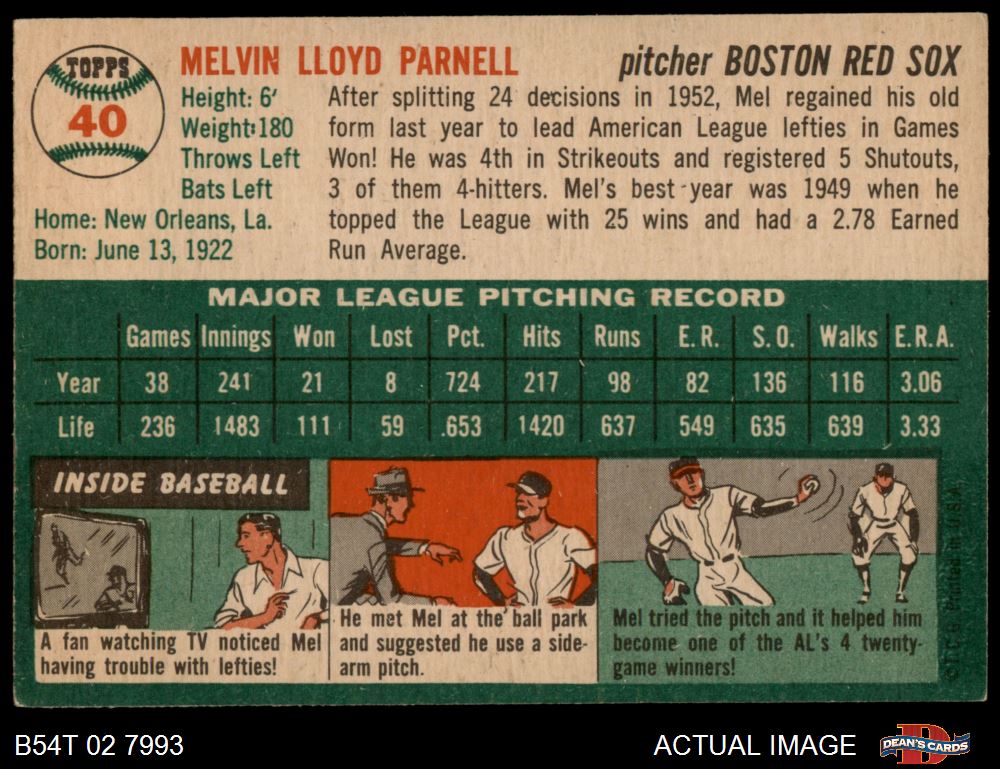 TOPPS
40
MELVIN LLOYD PARNELL
pitcher BOSTON RED SOX
Height: 6'
Weight: 180
Throws Left
Bats Left
Home: New Orleans, La.
Born: June 13, 1922
After splitting 24 decisions in 1952, Mel regained his old
form last year to lead American League lefties in Games
Won! He was 4th in Strikeouts and registered 5 Shutouts,
3 of them 4-hitters. Mel's best year was 1949 when he
topped the League with 25 wins and had a 2.78 Earned
Run Average.
MAJOR LEAGUE PITCHING RECORD
Games Innings Won Lost Pct. Hits Runs E.R. S.O. Walks E.R.A.
Year 38 241 21 8 724 217 98 82 136 116 3.06
Life 236 1483 111 59 .653 1420 637 549 635 639 3.33
INSIDE BASEBALL
A fan watching TV noticed Mel
having trouble with lefties!
He met Mel at the ball park
and suggested he use a side-
arm pitch.
Mel tried the pitch and it helped him
become one of the AL's 4 twenty-
game winners!
B54T 02 7993
ACTUAL IMAGE
DEAN'S CARDS